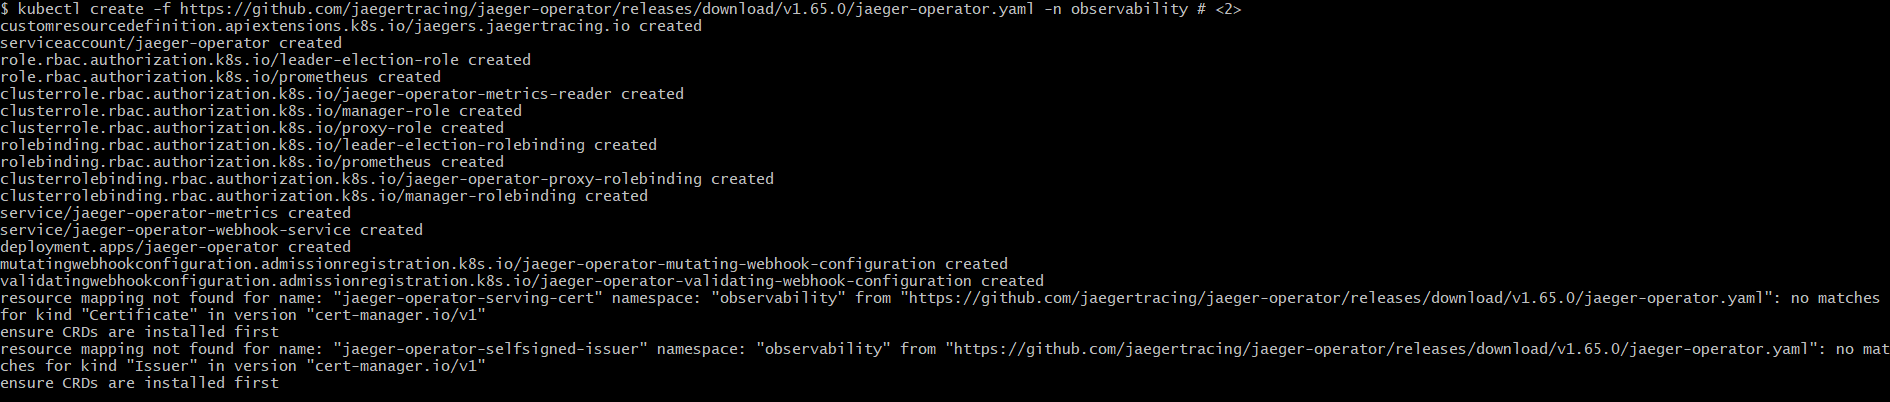 $ kubectl create -f https://github.com/jaegertracing/jaeger-operator/releases/download/v1.65.0/jaeger-operator.yaml -n observability # <2>
customresourcedefinition.apiextensions.k8s.io/jaegers.jaegertracing.io created
serviceaccount/jaeger-operator created
role.rbac.authorization.k8s.io/leader-election-role created
role.rbac.authorization.k8s.io/prometheus created
clusterrole.rbac.authorization.k8s.io/jaeger-operator-metrics-reader created
clusterrole.rbac.authorization.k8s.io/manager-role created
clusterrole.rbac.authorization.k8s.io/proxy-role created
rolebinding.rbac.authorization.k8s.io/leader-election-rolebinding created
rolebinding.rbac.authorization.k8s.io/prometheus created
clusterrolebinding.rbac.authorization.k8s.io/jaeger-operator-proxy-rolebinding created
clusterrolebinding.rbac.authorization.k8s.io/manager-rolebinding created
service/jaeger-operator-metrics created
service/jaeger-operator-webhook-service created
deployment.apps/jaeger-operator created
mutatingwebhookconfiguration.admissionregistration.k8s.io/jaeger-operator-mutating-webhook-configuration created
validatingwebhookconfiguration.admissionregistration.k8s.io/jaeger-operator-validating-webhook-configuration created
resource mapping not found for name: "jaeger-operator-serving-cert" namespace: "observability" from "https://github.com/jaegertracing/jaeger-operator/releases/download/v1.65.0/jaeger-operator.yaml": no matches
for kind "Certificate" in version "cert-manager.io/v1"
ensure CRDs are installed first
resource mapping not found for name: "jaeger-operator-selfsigned-issuer" namespace: "observability" from "https://github.com/jaegertracing/jaeger-operator/releases/download/v1.65.0/jaeger-operator.yaml": no mat
ches for kind "Issuer" in version "cert-manager.io/v1"
ensure CRDs are installed first